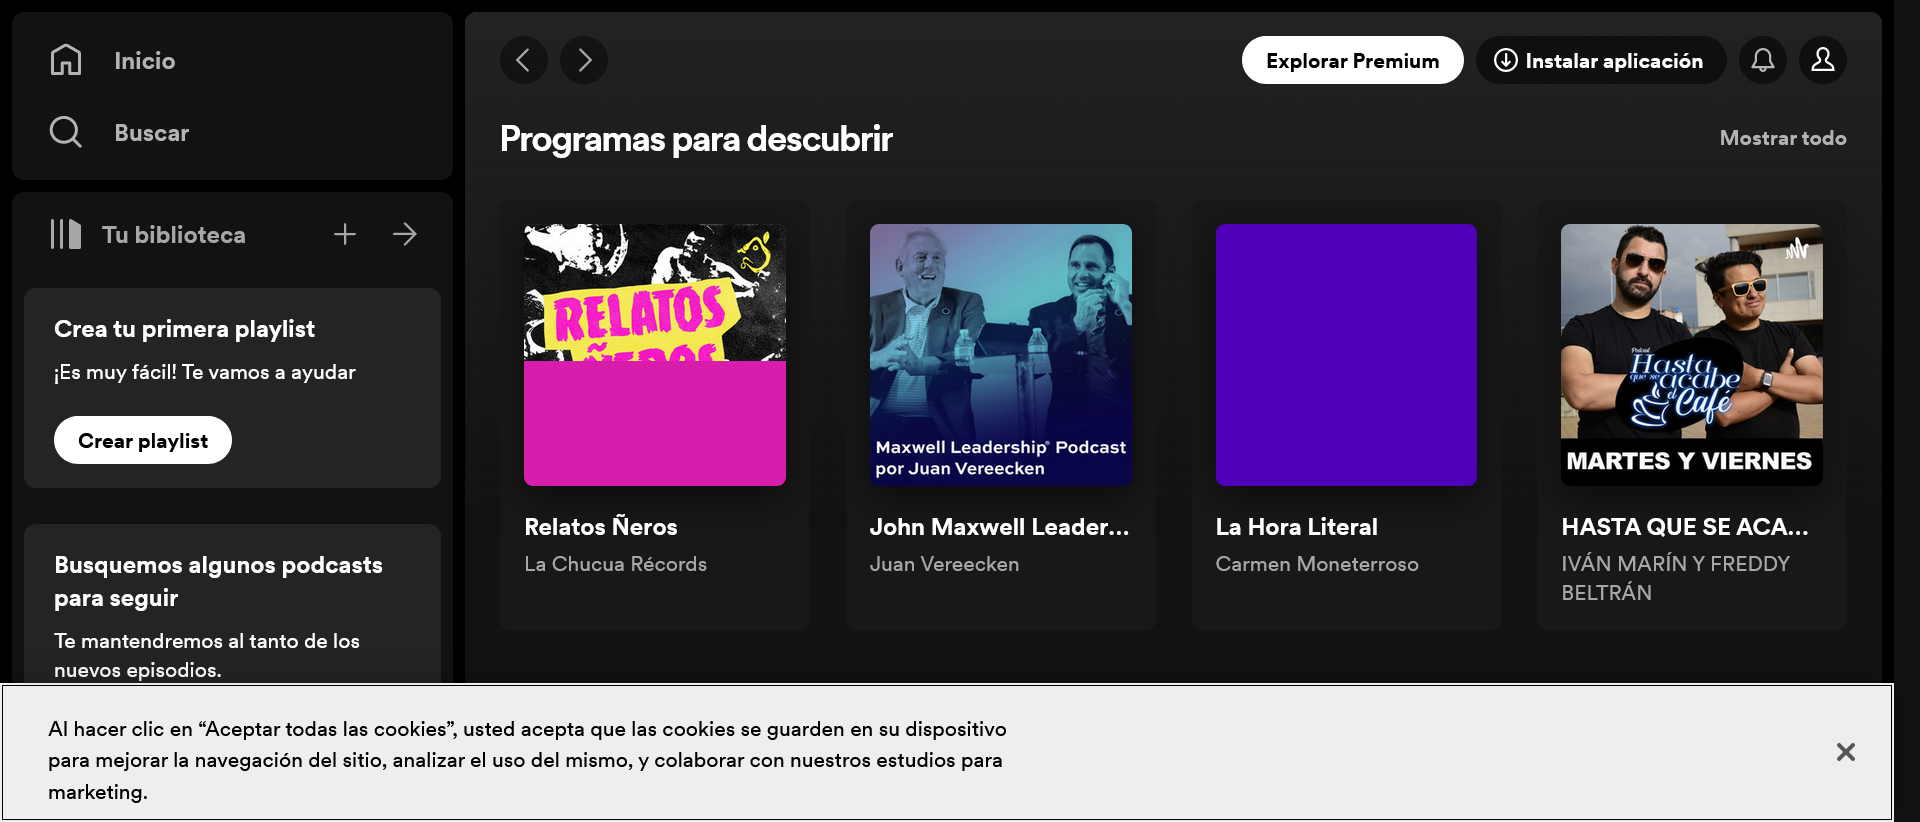 Inicio
Buscar
Tu biblioteca
Crea tu primera playlist
¡Es muy fácil! Te vamos a ayudar
Crear playlist
Busquemos algunos podcasts
para seguir
Te mantendremos al tanto de los
nuevos episodios.
Explorar Premium
Instalar aplicación
Programas para descubrir
Mostrar todo
RELATOS
ÑEROS
Relatos Ñeros
La Chucua Récords
Maxwell Leadership® Podcast
por Juan Vereecken
John Maxwell Leader...
Juan Vereecken
La Hora Literal
Carmen Moneterroso
Podcast
Hasta
que se acabe
el Café
MARTES Y VIERNES
HASTA QUE SE ACA...
IVÁN MARÍN Y FREDDY
BELTRÁN
Al hacer clic en “Aceptar todas las cookies”, usted acepta que las cookies se guarden en su dispositivo
para mejorar la navegación del sitio, analizar el uso del mismo, y colaborar con nuestros estudios para
marketing.